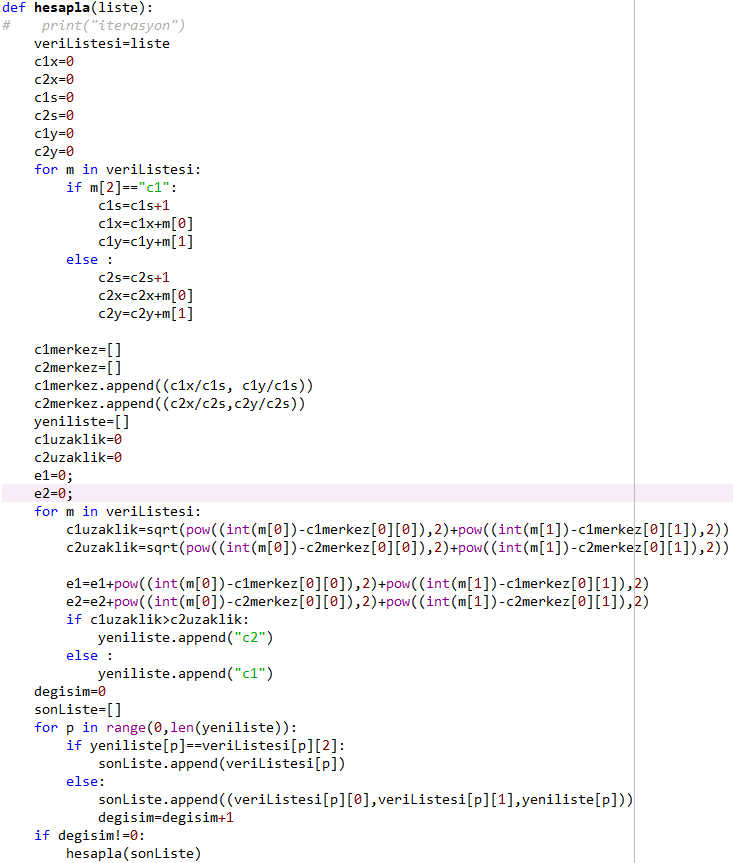 def hesapla(liste):
#    print("iterasyon")
    veriListesi=liste
    c1x=0
    c2x=0
    c1s=0
    c2s=0
    c1y=0
    c2y=0
    for m in veriListesi:
        if m[2]=="c1":
            c1s=c1s+1
            c1x=c1x+m[0]
            c1y=c1y+m[1]
        else :
            c2s=c2s+1
            c2x=c2x+m[0]
            c2y=c2y+m[1]

    c1merkez=[]
    c2merkez=[]
    c1merkez.append((c1x/c1s, c1y/c1s))
    c2merkez.append((c2x/c2s,c2y/c2s))
    yeniliste=[]
    c1uzaklik=0
    c2uzaklik=0
    e1=0;
    e2=0;
    for m in veriListesi:
        c1uzaklik=sqrt(pow((int(m[0])-c1merkez[0][0]),2)+pow((int(m[1])-c1merkez[0][1]),2))
        c2uzaklik=sqrt(pow((int(m[0])-c2merkez[0][0]),2)+pow((int(m[1])-c2merkez[0][1]),2))

        e1=e1+pow((int(m[0])-c1merkez[0][0]),2)+pow((int(m[1])-c1merkez[0][1]),2)
        e2=e2+pow((int(m[0])-c2merkez[0][0]),2)+pow((int(m[1])-c2merkez[0][1]),2)
        if c1uzaklik>c2uzaklik:
            yeniliste.append("c2")
        else :
            yeniliste.append("c1")
    degisim=0
    sonListe=[]
    for p in range(0,len(yeniliste)):
        if yeniliste[p]==veriListesi[p][2]:
            sonListe.append(veriListesi[p])
        else:
            sonListe.append((veriListesi[p][0],veriListesi[p][1],yeniliste[p]))
            degisim=degisim+1
    if degisim!=0:
        hesapla(sonListe)